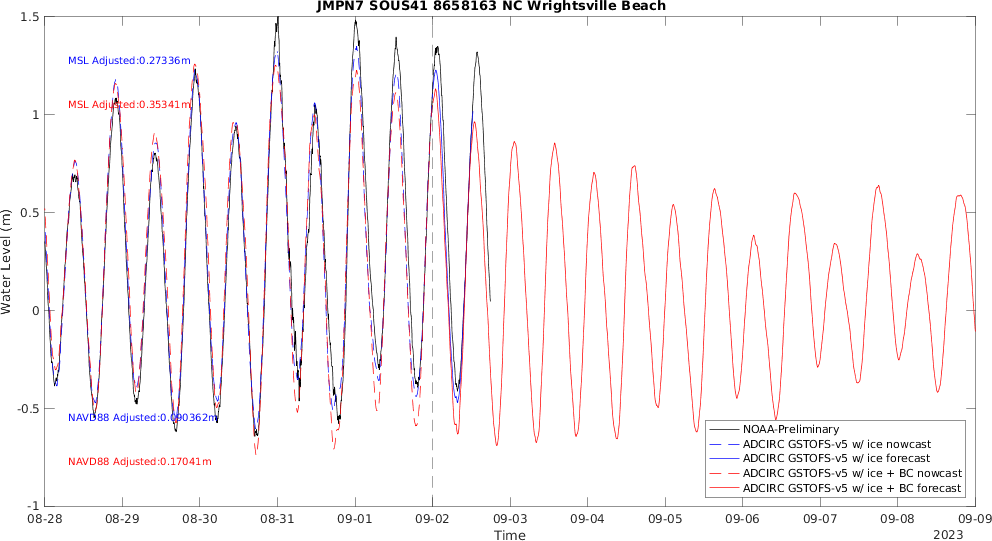 JMPN7 SOUS41 8658163 NC Wrightsville Beach
1.5
MSL Adjusted:0.27336m
MSL Adjusted:0.35341m
1
0.5
Water Level (m)
0
-0.5
NAVD88 Adjusted:0.090362m
NAVD88 Adjusted:0.17041m
NOAA-Preliminary
ADCIRC GSTOFS-v5 w/ ice nowcast
ADCIRC GSTOFS-v5 w/ ice forecast
ADCIRC GSTOFS-v5 w/ ice + BC nowcast
ADCIRC GSTOFS-v5 w/ ice + BC forecast
-1
08-28 08-29 08-30 08-31 09-01 09-02 09-03 09-04 09-05 09-06 09-07 09-08 09-09
Time
2023